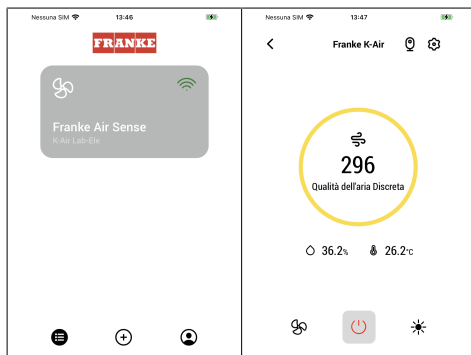 Nessuna SIM 13:46
FRANKE
Franke Air Sense
K-Air Lab-Ele
Nessuna SIM 13:47
Franke K-Air
296
Qualità dell'aria Discreta
36.2% 26.2°C